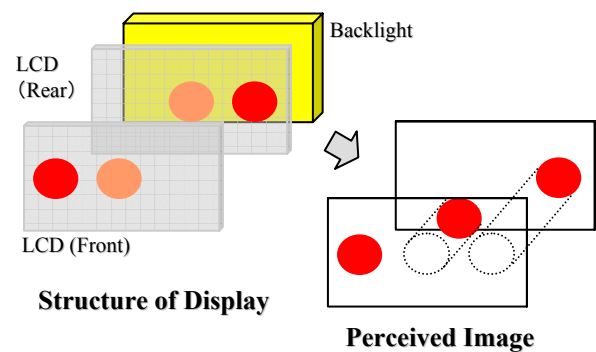 Backlight
LCD
（Rear）
LCD (Front)
Structure of Display
Perceived Image